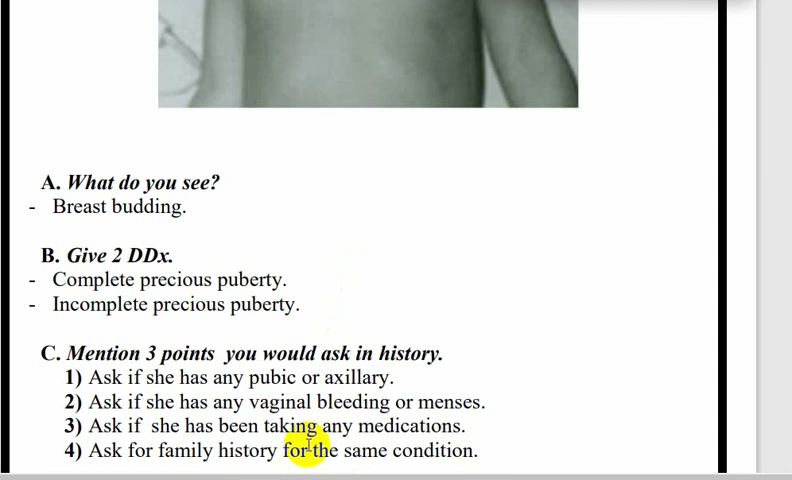 A. What do you see?
- Breast budding.
B. Give 2 DDx.
- Complete precious puberty.
- Incomplete precious puberty.
C. Mention 3 points you would ask in history.
1) Ask if she has any pubic or axillary.
2) Ask if she has any vaginal bleeding or menses.
3) Ask if she has been taking any medications.
4) Ask for family history for the same condition.